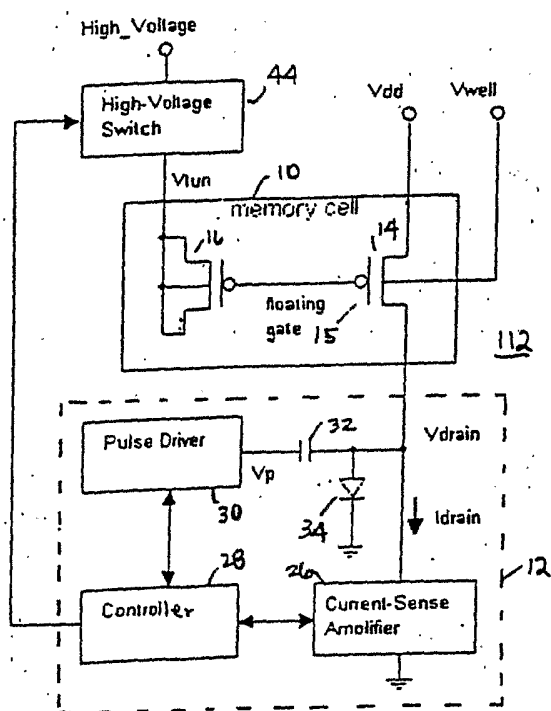 High_Voltage
44
High-Voltage
Switch
Vdd
Vwell
Vtun
10
memory cell
16
14
floating
gate
15
112
Pulse Driver
32
Vp
Vdrain
30
34
Idrain
28
26
12
Controller
Current-Sense
Amplifier